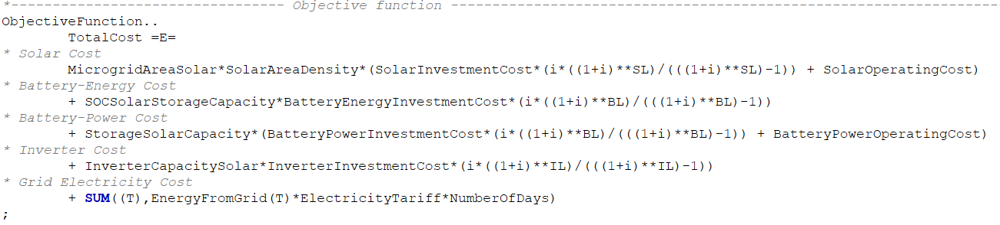 *--------------------------------- Objective function ------------------------------------------------------------------
ObjectiveFunction..
        TotalCost =E=
* Solar Cost
        MicrogridAreaSolar*SolarAreaDensity*(SolarInvestmentCost*(i*((1+i)**SL)/(((1+i)**SL)-1)) + SolarOperatingCost)
* Battery-Energy Cost
        + SOCSolarStorageCapacity*BatteryEnergyInvestmentCost*(i*((1+i)**BL)/(((1+i)**BL)-1))
* Battery-Power Cost
        + StorageSolarCapacity*(BatteryPowerInvestmentCost*(i*((1+i)**BL)/(((1+i)**BL)-1)) + BatteryPowerOperatingCost)
* Inverter Cost
        + InverterCapacitySolar*InverterInvestmentCost*(i*((1+i)**IL)/(((1+i)**IL)-1))
* Grid Electricity Cost
        + SUM((T),EnergyFromGrid(T)*ElectricityTariff*NumberOfDays)
;